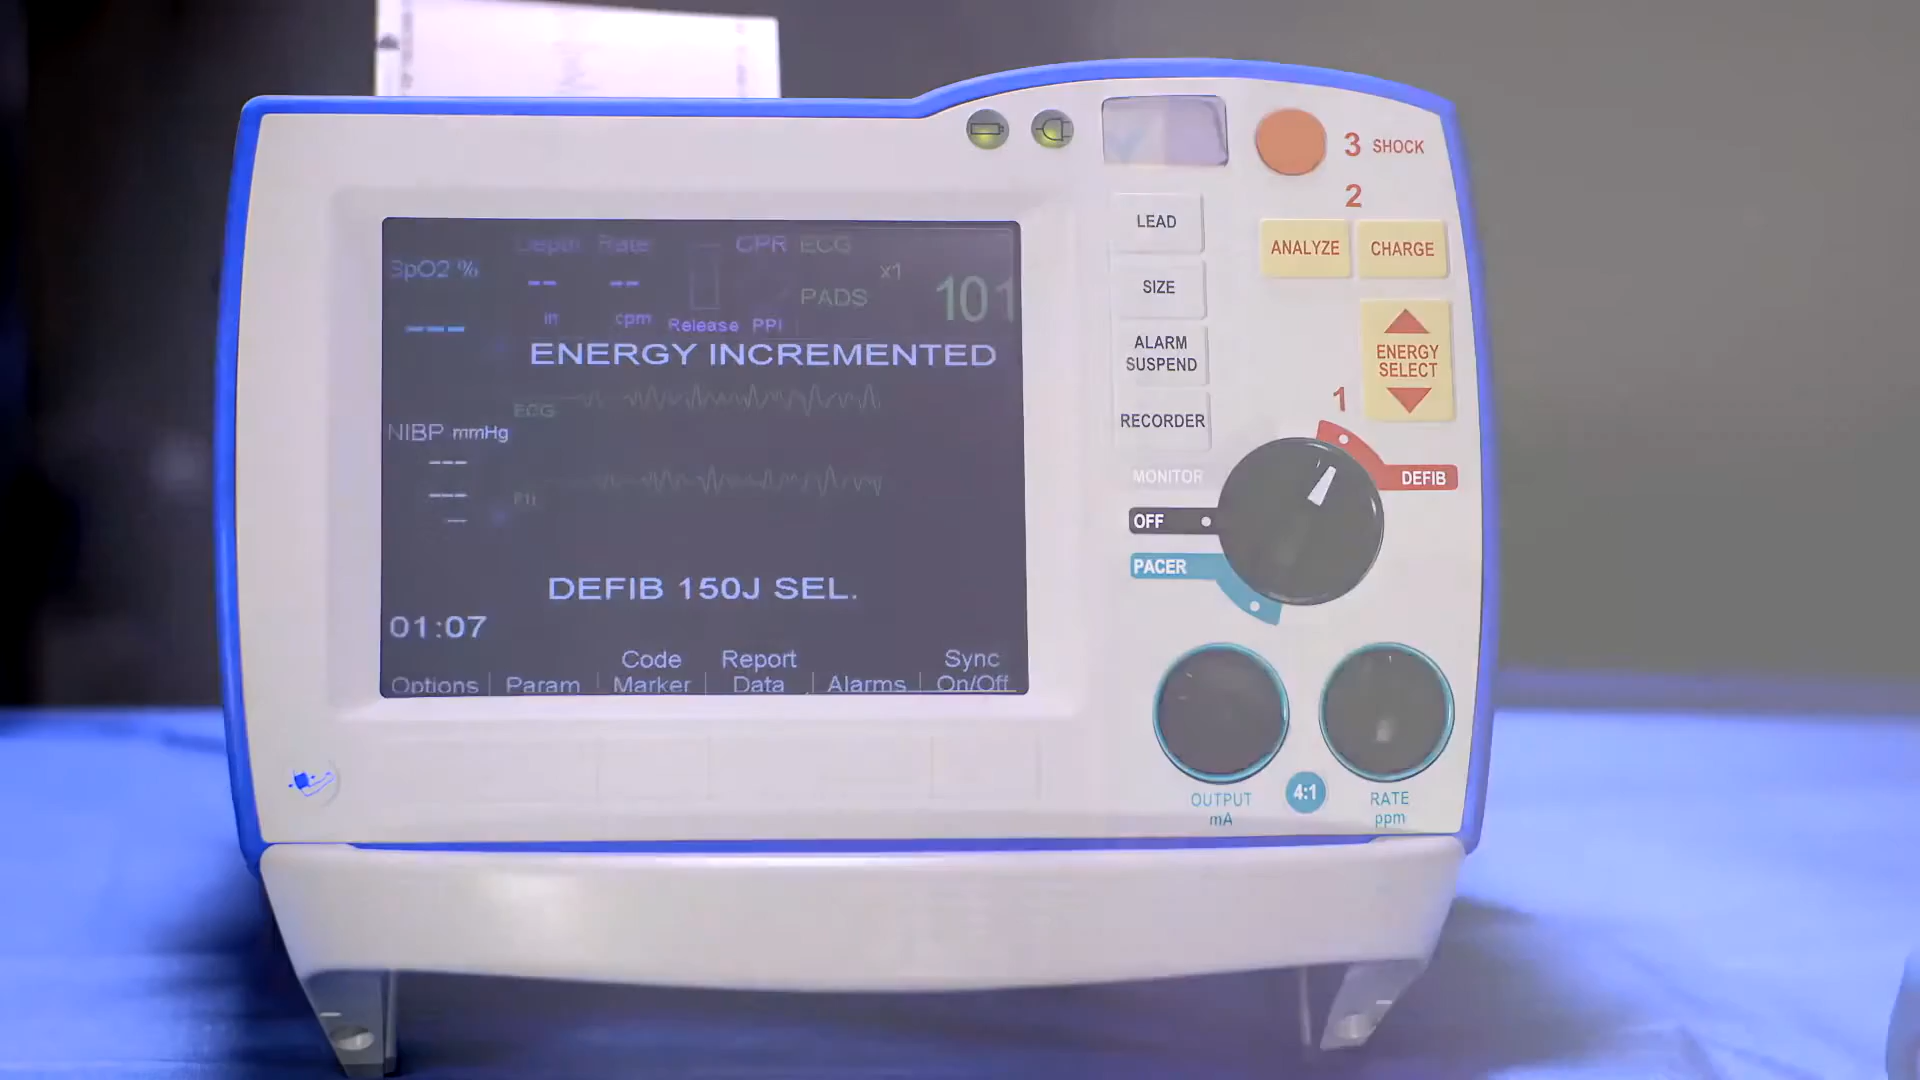 Depth Rate CPR ECG
SpO2 % x1
-- -- PADS 101
in cpm Release PPI
---
ENERGY INCREMENTED
ECG
NIBP mmHg
---
---
--
DEFIB 150J SEL.
01:07
Code Report Sync
Options Param Marker Data Alarms On/Off
3 SHOCK
2
LEAD
ANALYZE CHARGE
SIZE
ALARM
SUSPEND
ENERGY
SELECT
1
RECORDER
MONITOR
DEFIB
OFF
PACER
OUTPUT
mA
4:1
RATE
ppm